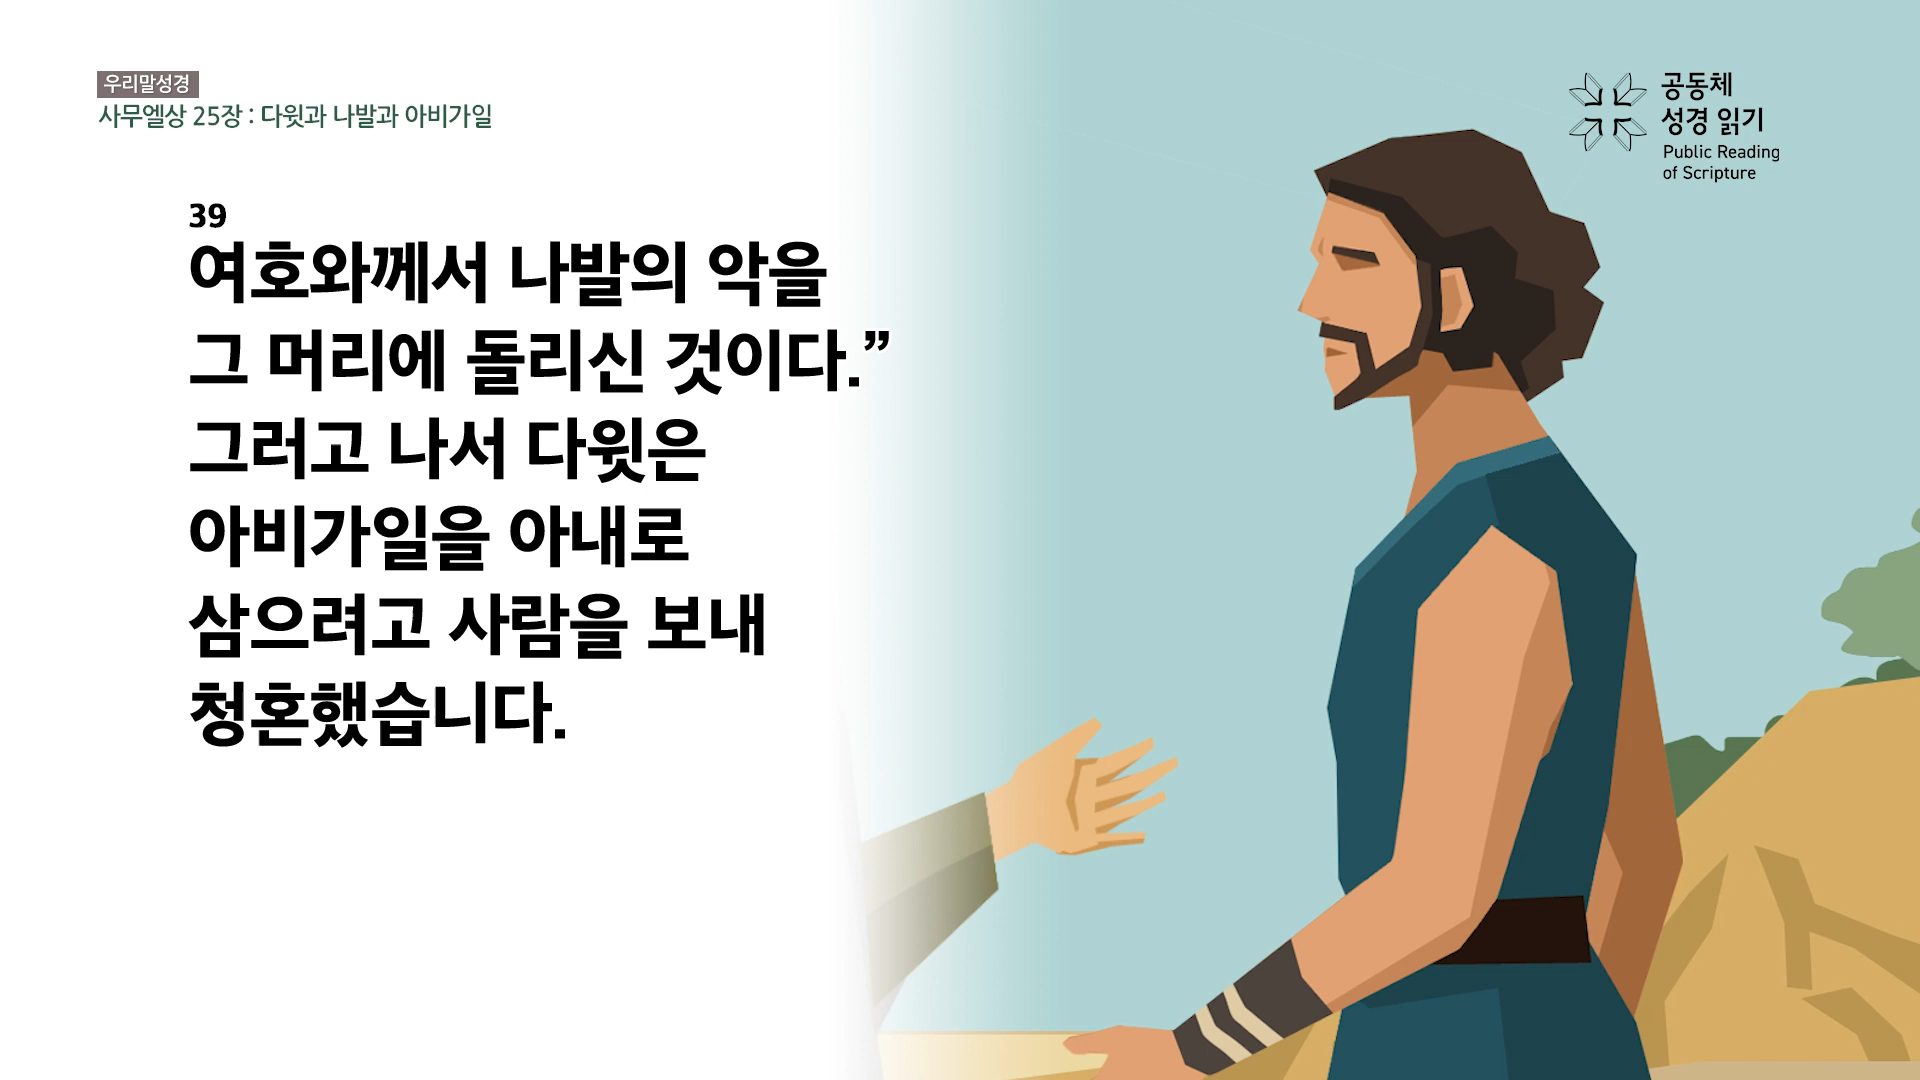 우리말성경
사무엘상 25장 : 다윗과 나발과 아비가일
공동체
성경 읽기
Public Reading
of Scripture
39
여호와께서 나발의 악을
그 머리에 돌리신 것이다.”
그러고 나서 다윗은
아비가일을 아내로
삼으려고 사람을 보내
청혼했습니다.